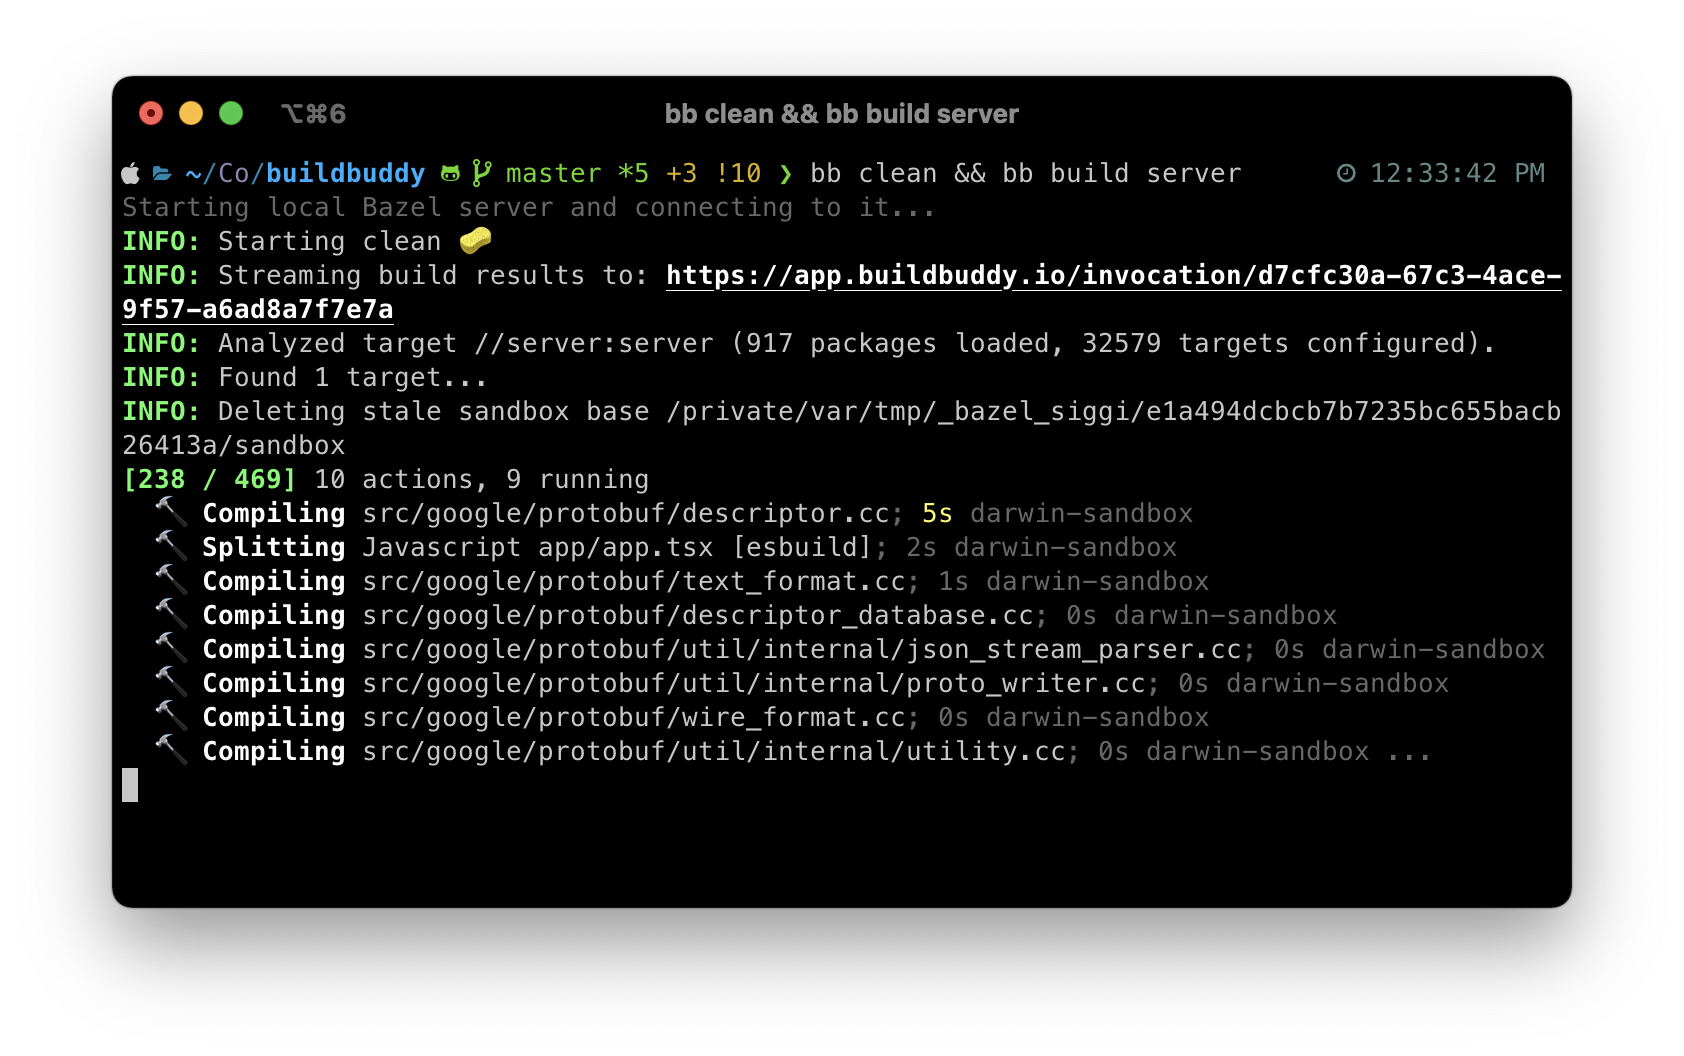 ⌥⌘6
bb clean && bb build server
~/Co/buildbuddy master *5 +3 !10 ❯ bb clean && bb build server 12:33:42 PM
Starting local Bazel server and connecting to it...
INFO: Starting clean 🧽
INFO: Streaming build results to: https://app.buildbuddy.io/invocation/d7cfc30a-67c3-4ace-
9f57-a6ad8a7f7e7a
INFO: Analyzed target //server:server (917 packages loaded, 32579 targets configured).
INFO: Found 1 target...
INFO: Deleting stale sandbox base /private/var/tmp/_bazel_siggi/e1a494dcbcb7b7235bc655bacb
26413a/sandbox
[238 / 469] 10 actions, 9 running
🔨 Compiling src/google/protobuf/descriptor.cc; 5s darwin-sandbox
🔨 Splitting Javascript app/app.tsx [esbuild]; 2s darwin-sandbox
🔨 Compiling src/google/protobuf/text_format.cc; 1s darwin-sandbox
🔨 Compiling src/google/protobuf/descriptor_database.cc; 0s darwin-sandbox
🔨 Compiling src/google/protobuf/util/internal/json_stream_parser.cc; 0s darwin-sandbox
🔨 Compiling src/google/protobuf/util/internal/proto_writer.cc; 0s darwin-sandbox
🔨 Compiling src/google/protobuf/wire_format.cc; 0s darwin-sandbox
🔨 Compiling src/google/protobuf/util/internal/utility.cc; 0s darwin-sandbox ...